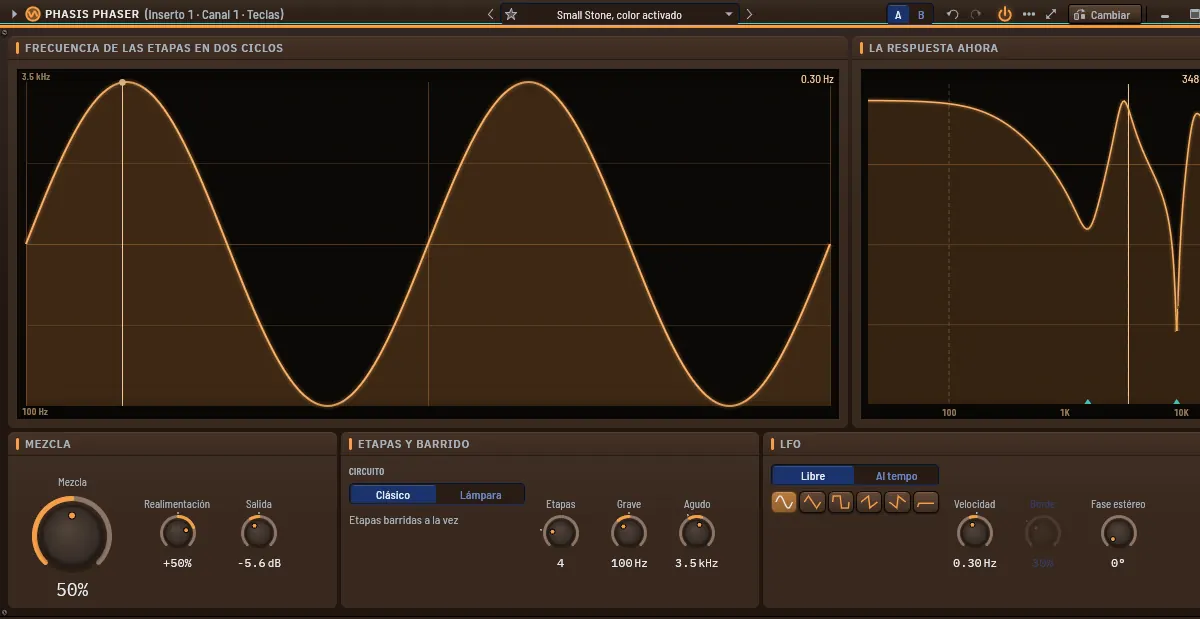 PHASIS PHASER (Inserto 1 · Canal 1 · Teclas)
Small Stone, color activado
A B
Cambiar
FRECUENCIA DE LAS ETAPAS EN DOS CICLOS
3.5 kHz
0.30 Hz
100 Hz
LA RESPUESTA AHORA
348
100 1K 10K
MEZCLA
Mezcla
50%
Realimentación
+50%
Salida
-5.6 dB
ETAPAS Y BARRIDO
CIRCUITO
Clásico Lámpara
Etapas barridas a la vez
Etapas
4
Grave
100 Hz
Agudo
3.5 kHz
LFO
Libre Al tempo
Velocidad
0.30 Hz
Borde
35%
Fase estéreo
0°